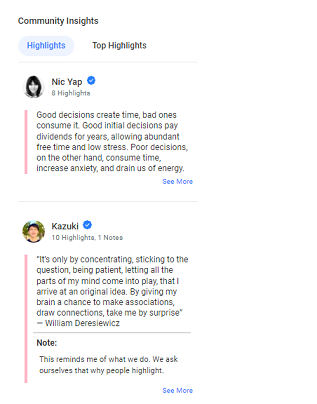 Community Insights
Highlights
Top Highlights
Nic Yap
8 Highlights
Good decisions create time, bad ones
consume it. Good initial decisions pay
dividends for years, allowing abundant
free time and low stress. Poor decisions,
on the other hand, consume time,
increase anxiety, and drain us of energy.
See More
Kazuki
10 Highlights, 1 Notes
“It’s only by concentrating, sticking to the
question, being patient, letting all the
parts of my mind come into play, that I
arrive at an original idea. By giving my
brain a chance to make associations,
draw connections, take me by surprise”
— William Deresiewicz
Note:
This reminds me of what we do. We ask
ourselves that why people highlight.
See More